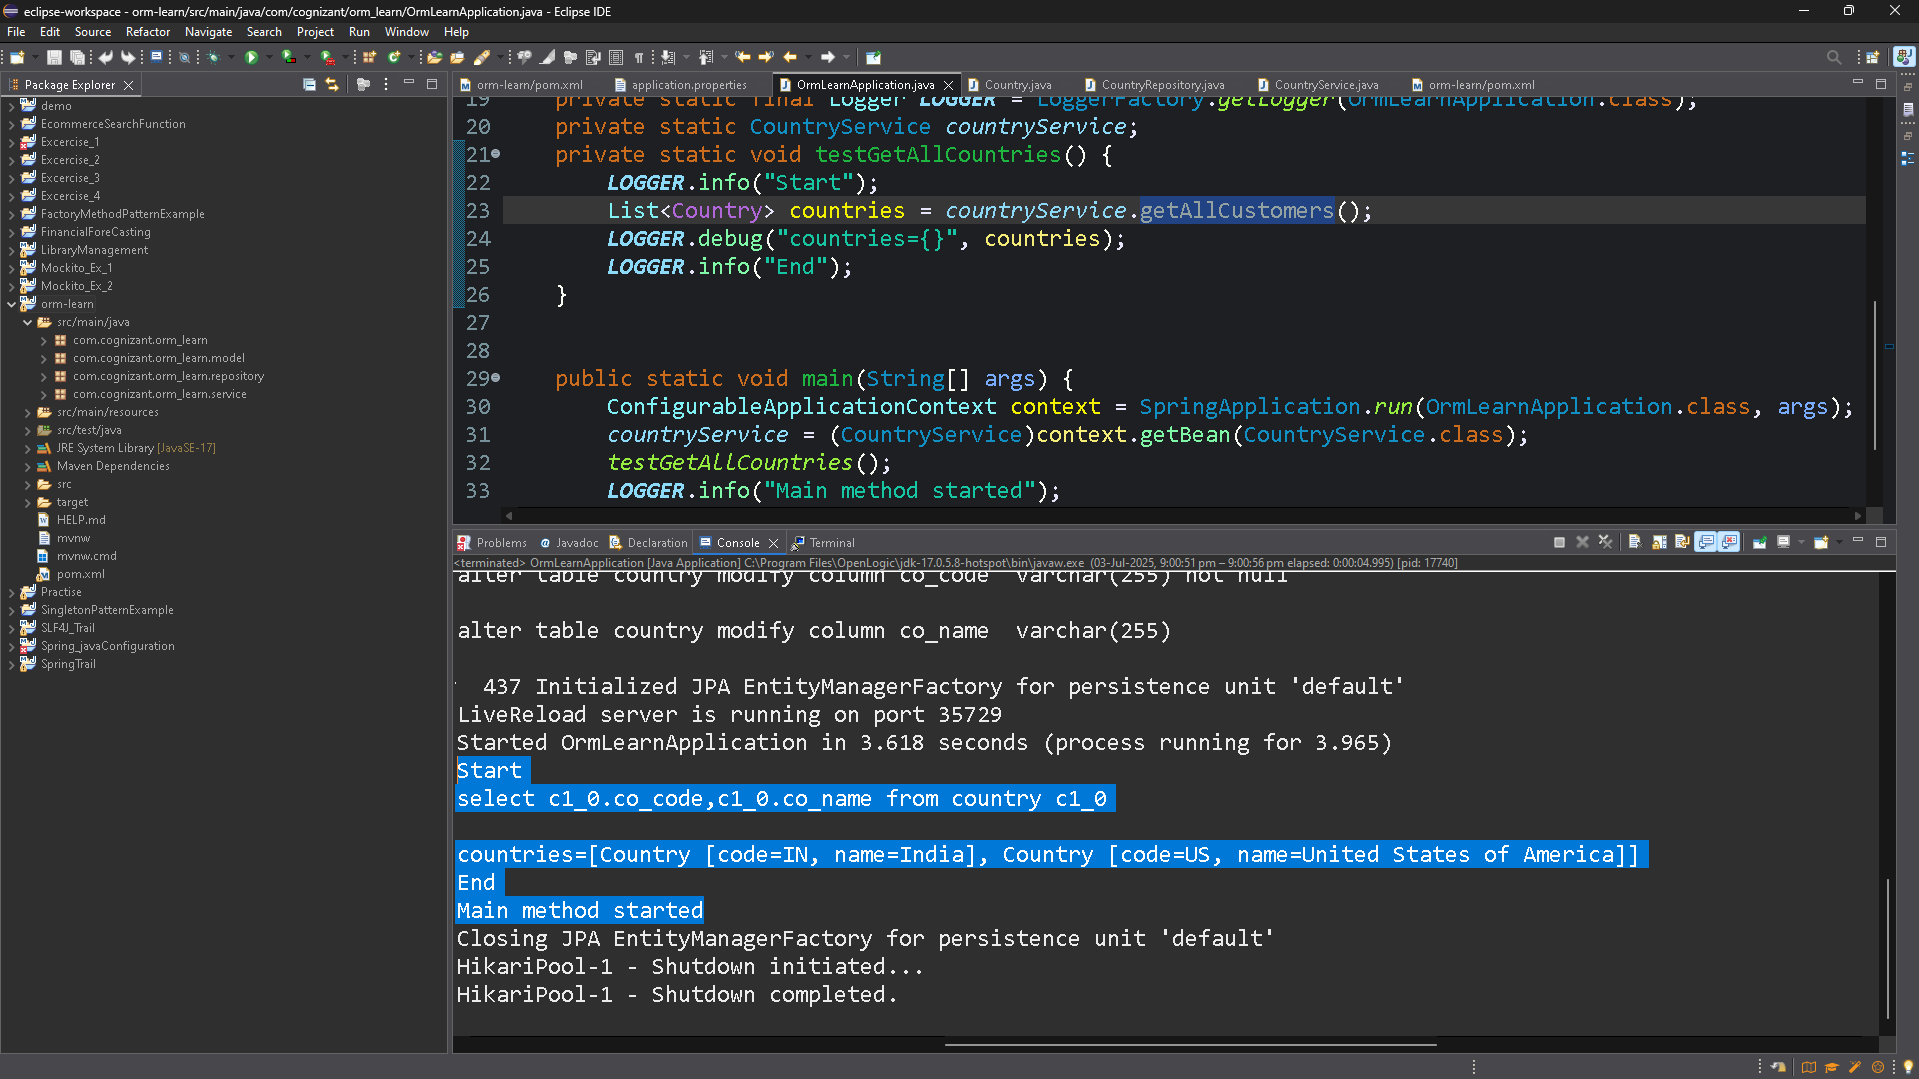 eclipse-workspace - orm-learn/src/main/java/com/cognizant/orm_learn/OrmLearnApplication.java - Eclipse IDE
File Edit Source Refactor Navigate Search Project Run Window Help
Package Explorer
orm-learn/pom.xml application.properties OrmLearnApplication.java Country.java CountryRepository.java CountryService.java orm-learn/pom.xml
demo
EcommerceSearchFunction
Excercise_1
Excercise_2
Excercise_3
Excercise_4
FactoryMethodPatternExample
FinancialForeCasting
LibraryManagement
Mockito_Ex_1
Mockito_Ex_2
orm-learn
src/main/java
com.cognizant.orm_learn
com.cognizant.orm_learn.model
com.cognizant.orm_learn.repository
com.cognizant.orm_learn.service
src/main/resources
src/test/java
JRE System Library [JavaSE-17]
Maven Dependencies
src
target
HELP.md
mvnw
mvnw.cmd
pom.xml
Practise
SingletonPatternExample
SLF4J_Trail
Spring_javaConfiguration
SpringTrail
19 private static final Logger LOGGER = LoggerFactory.getLogger(OrmLearnApplication.class);
20 private static CountryService countryService;
21 private static void testGetAllCountries() {
22 LOGGER.info("Start");
23 List<Country> countries = countryService.getAllCustomers();
24 LOGGER.debug("countries={}", countries);
25 LOGGER.info("End");
26 }
27
28
29 public static void main(String[] args) {
30 ConfigurableApplicationContext context = SpringApplication.run(OrmLearnApplication.class, args);
31 countryService = (CountryService)context.getBean(CountryService.class);
32 testGetAllCountries();
33 LOGGER.info("Main method started");
Problems Javadoc Declaration Console Terminal
<terminated> OrmLearnApplication [Java Application] C:\Program Files\OpenLogic\jdk-17.0.5.8-hotspot\bin\javaw.exe (03-Jul-2025, 9:00:51 pm – 9:00:56 pm elapsed: 0:00:04.995) [pid: 17740]
alter table country modify column co_code varchar(255) not null
alter table country modify column co_name varchar(255)
437 Initialized JPA EntityManagerFactory for persistence unit 'default'
LiveReload server is running on port 35729
Started OrmLearnApplication in 3.618 seconds (process running for 3.965)
Start
select c1_0.co_code,c1_0.co_name from country c1_0
countries=[Country [code=IN, name=India], Country [code=US, name=United States of America]]
End
Main method started
Closing JPA EntityManagerFactory for persistence unit 'default'
HikariPool-1 - Shutdown initiated...
HikariPool-1 - Shutdown completed.